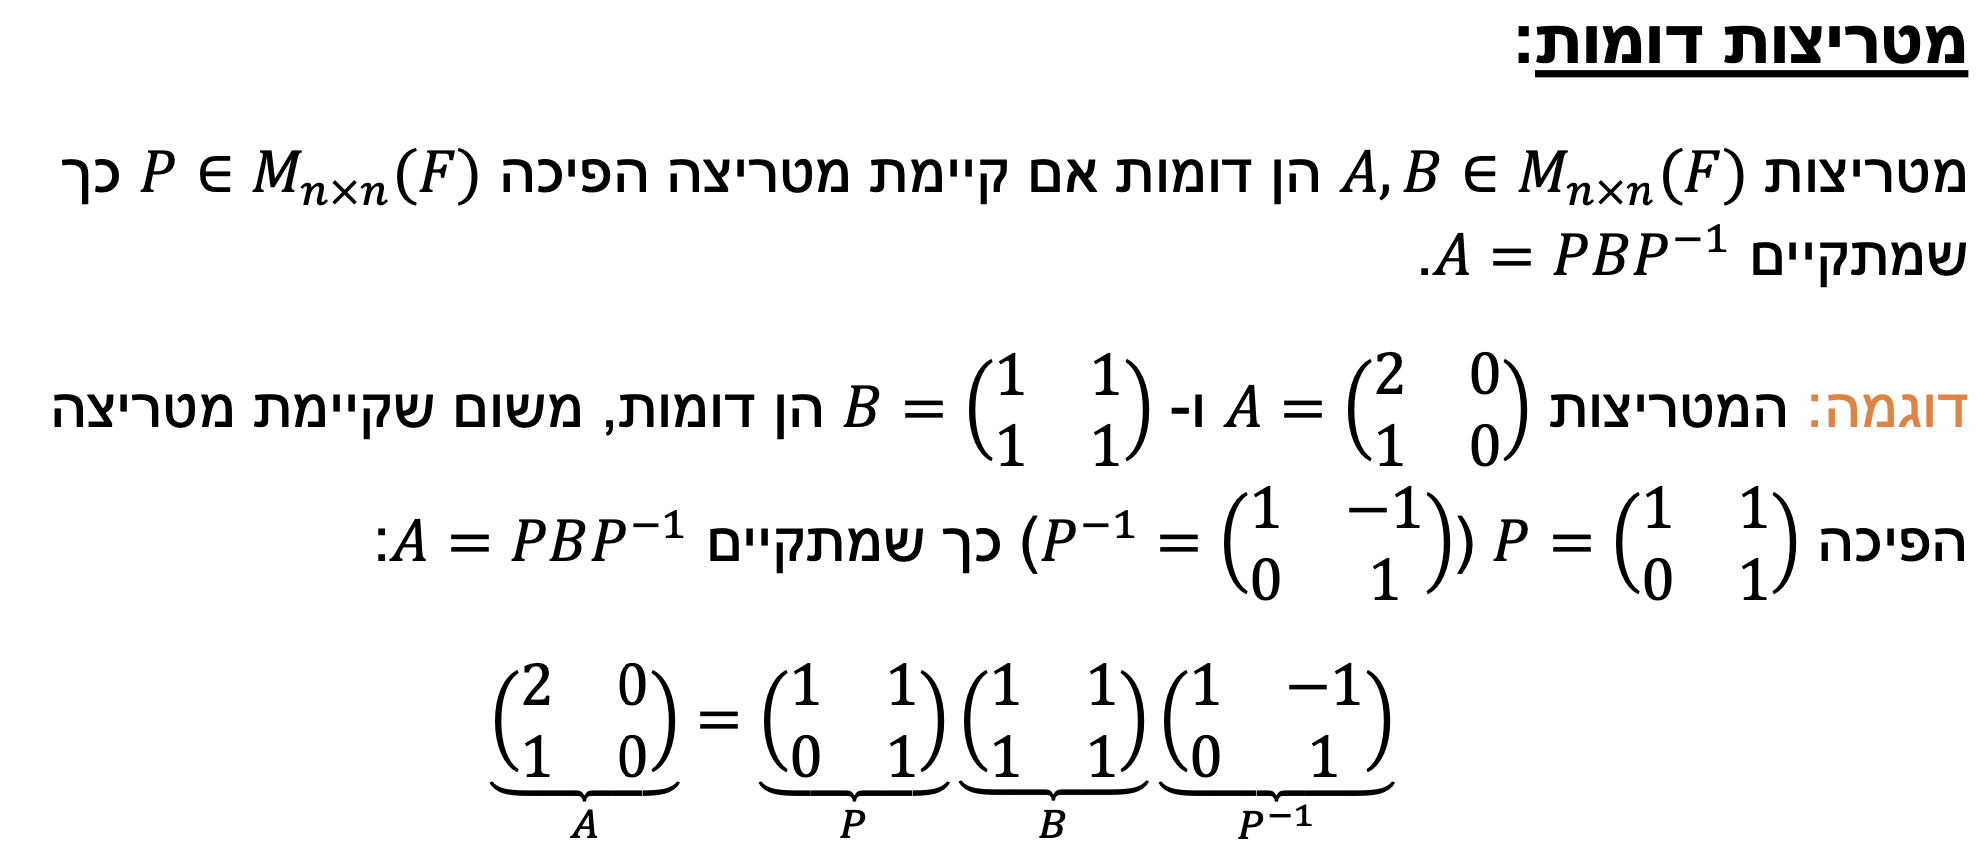 מטריצות דומות:
מטריצות A, B ∈ Mₙₓₙ(F) הן דומות אם קיימת מטריצה הפיכה P ∈ Mₙₓₙ(F) כך
שמתקיים A = PBP⁻¹.
דוגמה: המטריצות A = (2 0; 1 0) ו- B = (1 1; 1 1) הן דומות, משום שקיימת מטריצה
הפיכה P = (1 1; 0 1) (P⁻¹ = (1 −1; 0 1)) כך שמתקיים A = PBP⁻¹:
(2 0; 1 0) = (1 1; 0 1) (1 1; 1 1) (1 −1; 0 1)
A P B P⁻¹